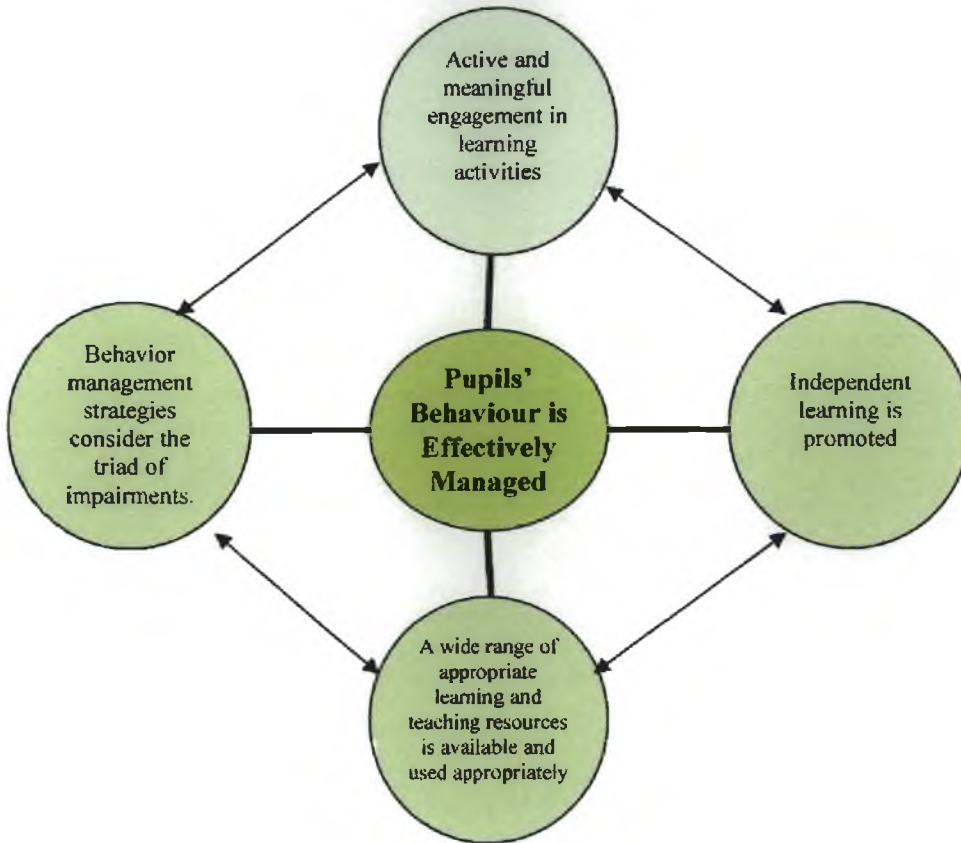 Active and
meaningful
engagement in
learning
activities
Behavior
management
strategies
consider the
triad of
impairments.
Pupils'
Behaviour is
Effectively
Managed
Independent
learning is
promoted
A wide range of
appropriate
learning and
teaching resources
is available and
used appropriately